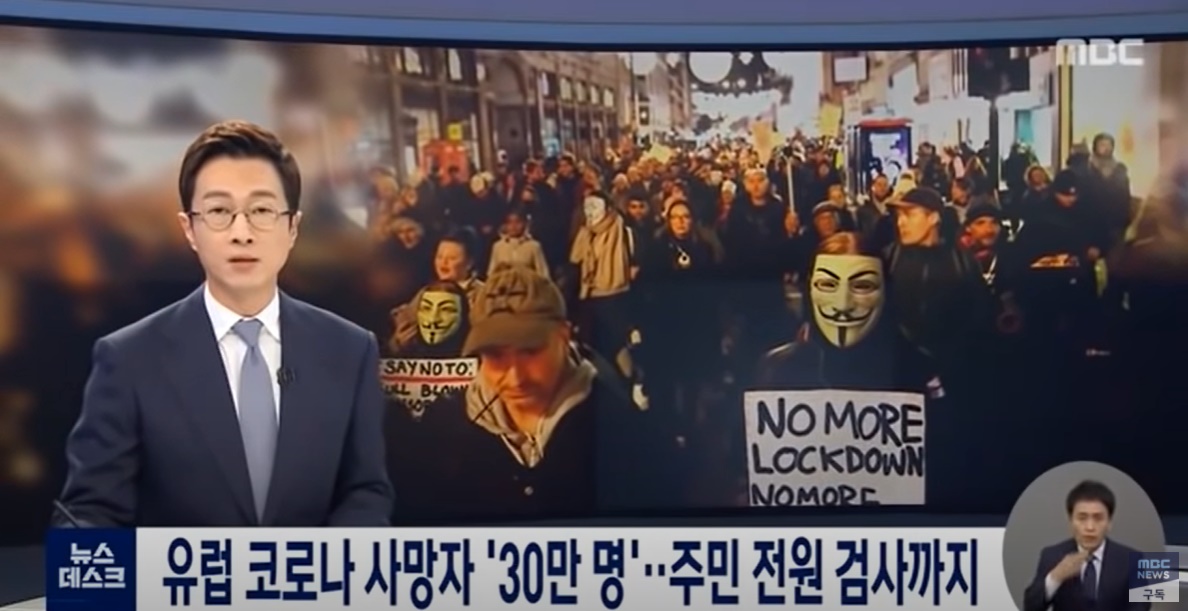 MBC
SAY NO TO:
FULL BLOWN
NO MORE
LOCKDOWN
NO MORE
뉴스
데스크
유럽 코로나 사망자 '30만 명'‥주민 전원 검사까지
MBC
NEWS
구독